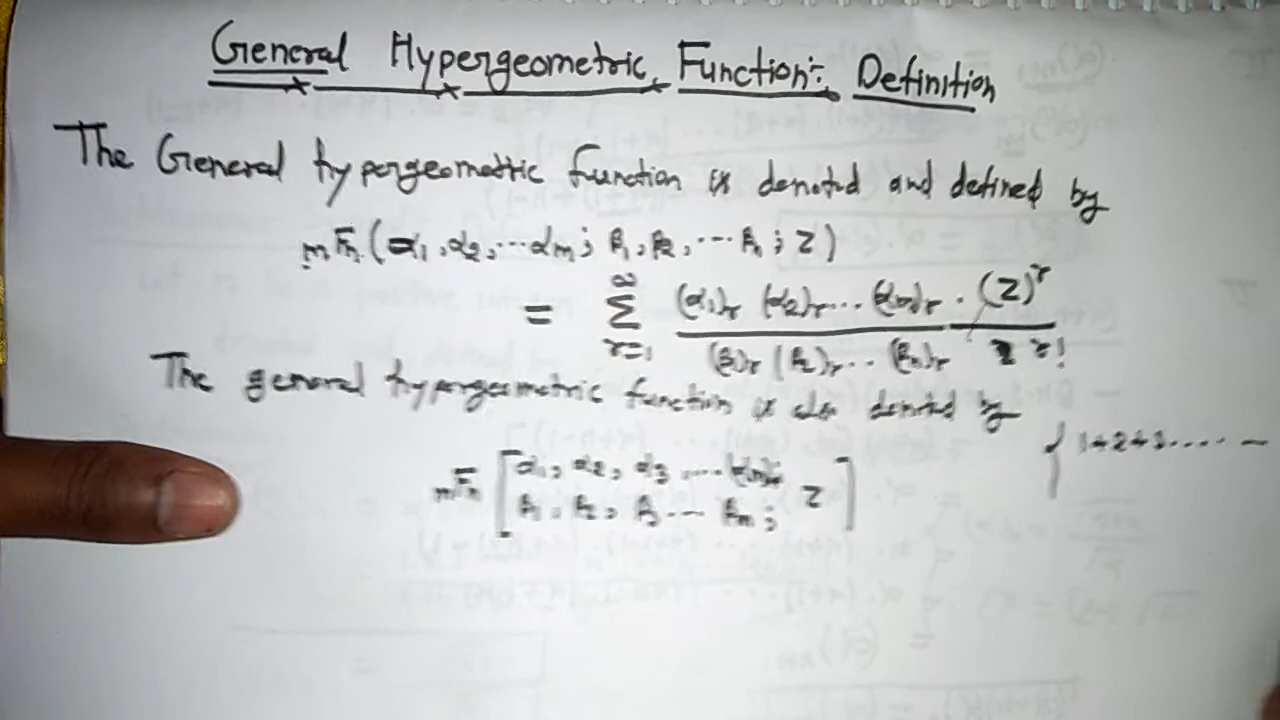 General Hypergeometric Function:- Definition
The General hypergeometric function is denoted and defined by
mFn (α1, α2, ... αm ; β1, β2, ... βn ; z)
= ∞ Σ r=1 (α1)r (α2)r ... (αm)r . (z)^r / (β1)r (β2)r ... (βn)r r!
The general hypergeometric function is also denoted by
{ 1+2+3..... —
mFn [ α1, α2, α3 ....(αm);
β1, β2, β3 ... βm ; z ]